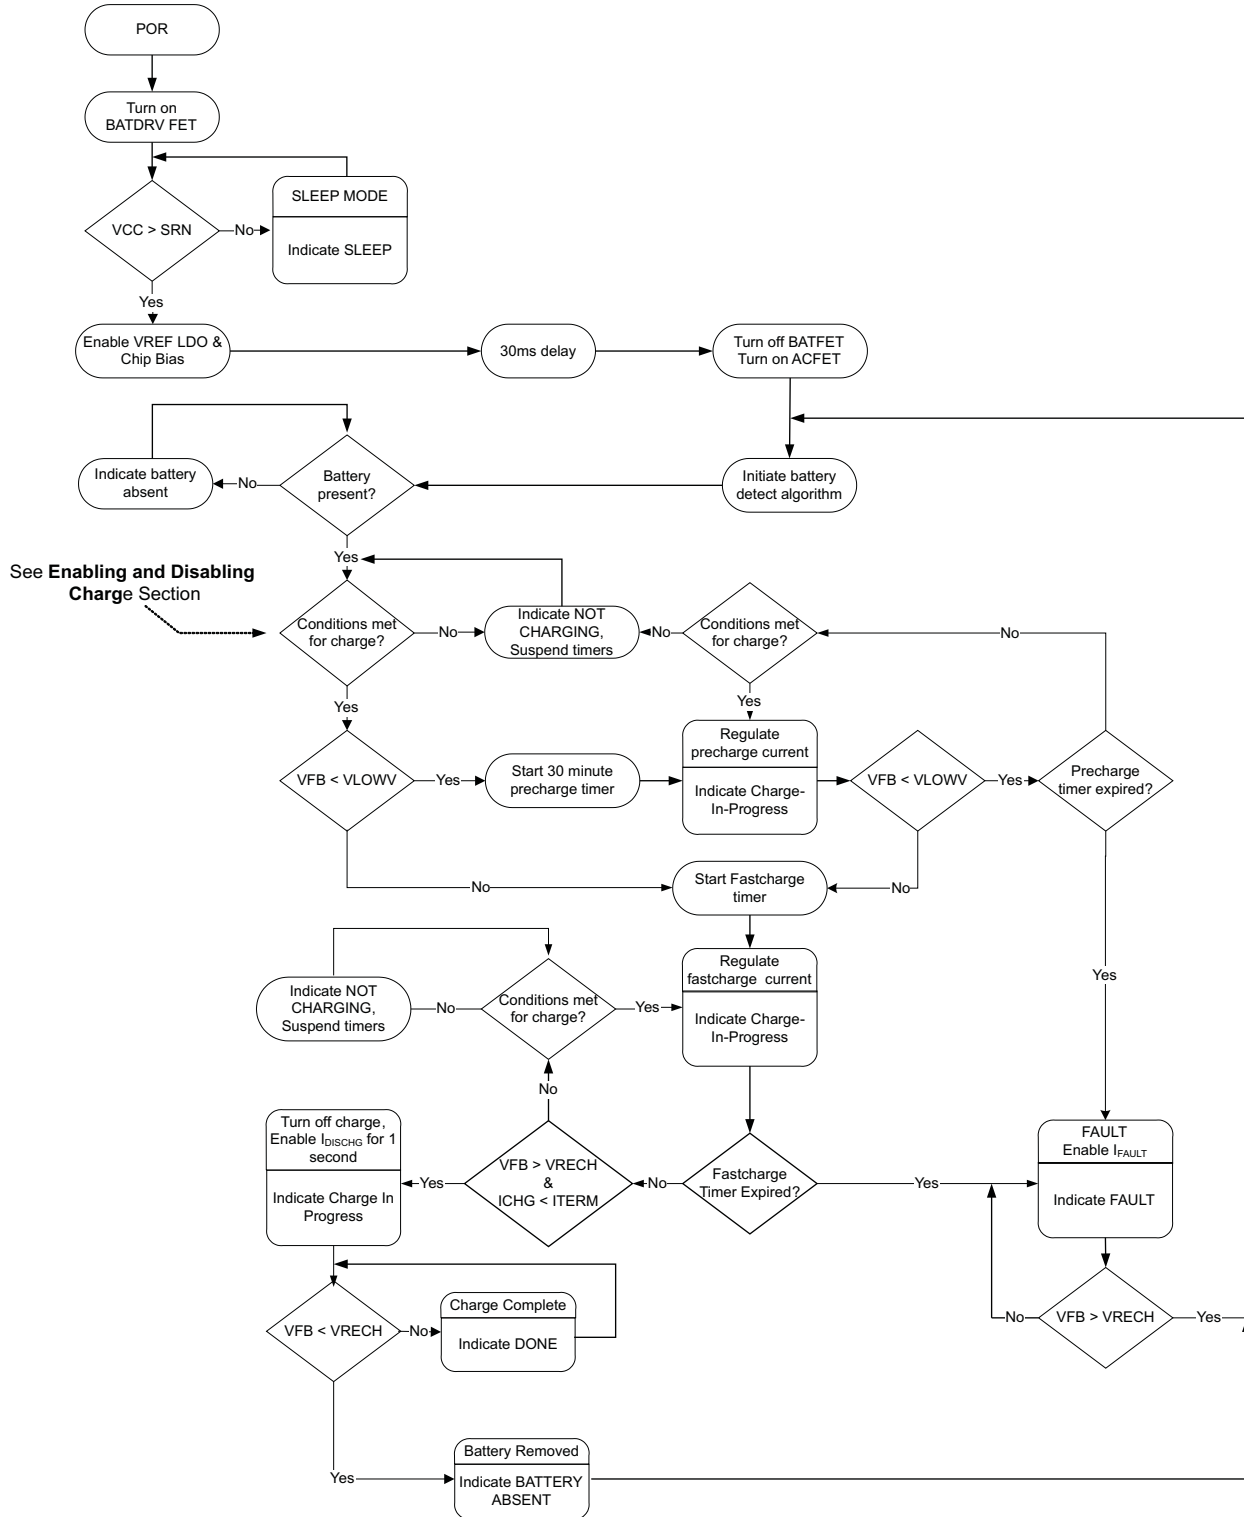 POR
Turn on
BATDRV FET
SLEEP MODE
VCC > SRN
No
Indicate SLEEP
Yes
Enable VREF LDO &
Chip Bias
30ms delay
Turn off BATFET
Turn on ACFET
Indicate battery
absent
No
Battery
present?
Initiate battery
detect algorithm
Yes
See Enabling and Disabling
Charge Section
Conditions met
for charge?
No
Indicate NOT
CHARGING,
Suspend timers
No
Conditions met
for charge?
No
Yes
Yes
VFB < VLOWV
Yes
Start 30 minute
precharge timer
Regulate
precharge current
Indicate Charge-
In-Progress
VFB < VLOWV
Yes
Precharge
timer expired?
No
Start Fastcharge
timer
No
Yes
Indicate NOT
CHARGING,
Suspend timers
No
Conditions met
for charge?
Yes
Regulate
fastcharge current
Indicate Charge-
In-Progress
No
Turn off charge,
Enable IDISCHG for 1
second
Indicate Charge In
Progress
Yes
VFB > VRECH
&
ICHG < ITERM
No
Fastcharge
Timer Expired?
Yes
FAULT
Enable IFAULT
Indicate FAULT
VFB < VRECH
No
Charge Complete
Indicate DONE
No
VFB > VRECH
Yes
Yes
Battery Removed
Indicate BATTERY
ABSENT